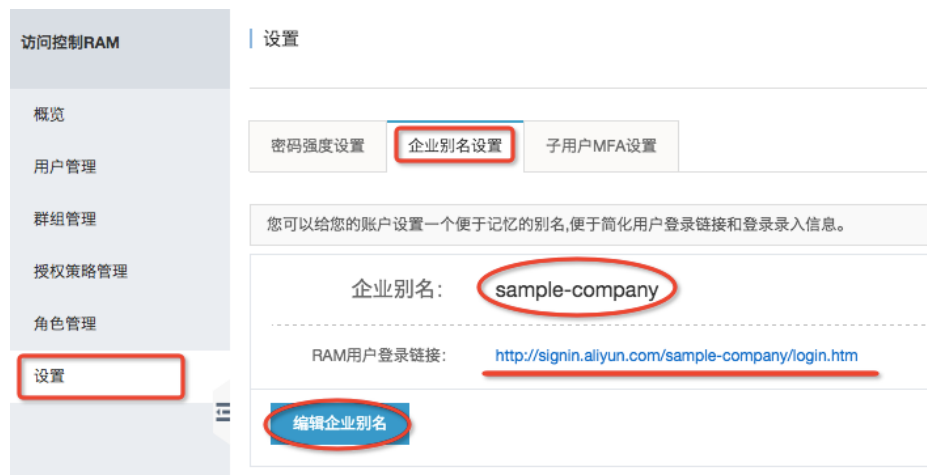 访问控制RAM
概览
用户管理
群组管理
授权策略管理
角色管理
设置
设置
密码强度设置
企业别名设置
子用户MFA设置
您可以给您的账户设置一个便于记忆的别名,便于简化用户登录链接和登录录入信息。
企业别名: sample-company
RAM用户登录链接: http://signin.aliyun.com/sample-company/login.htm
编辑企业别名